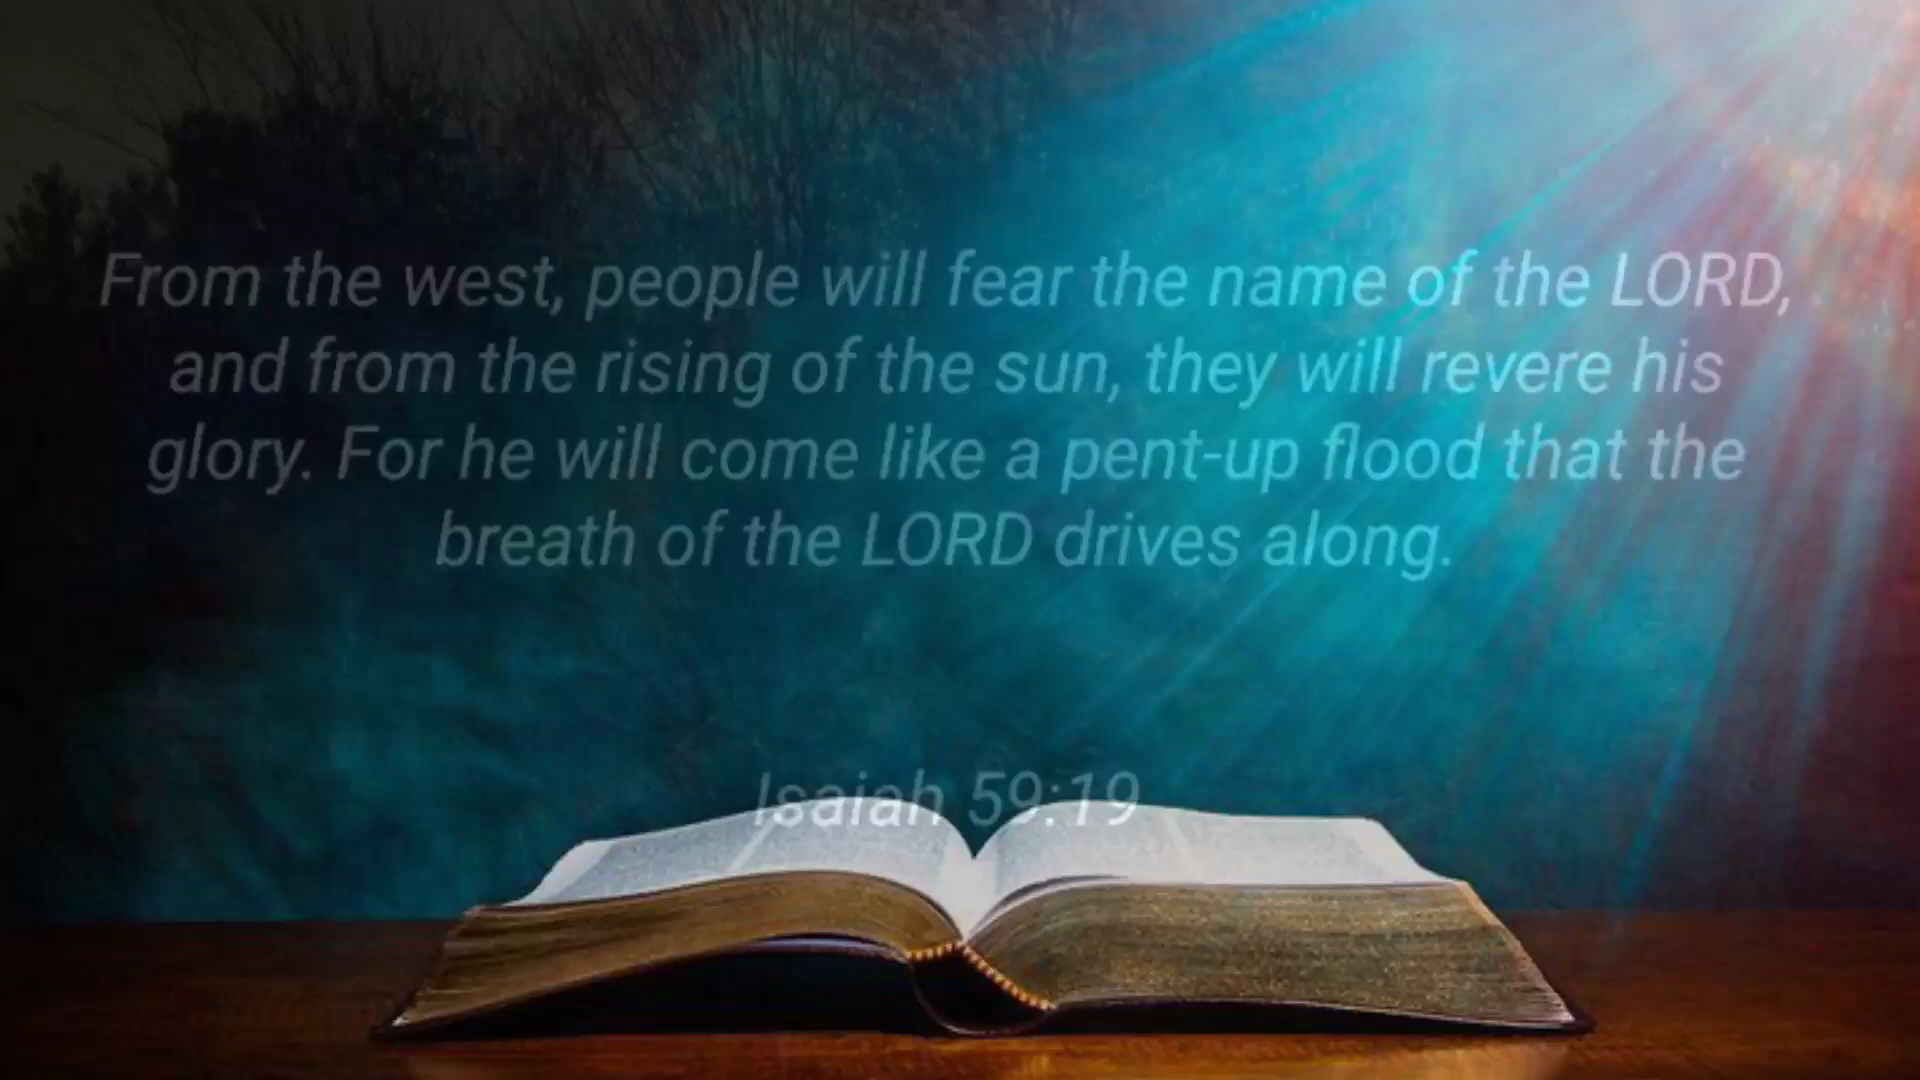 From the west, people will fear the name of the LORD,
and from the rising of the sun, they will revere his
glory. For he will come like a pent-up flood that the
breath of the LORD drives along.
Isaiah 59:19